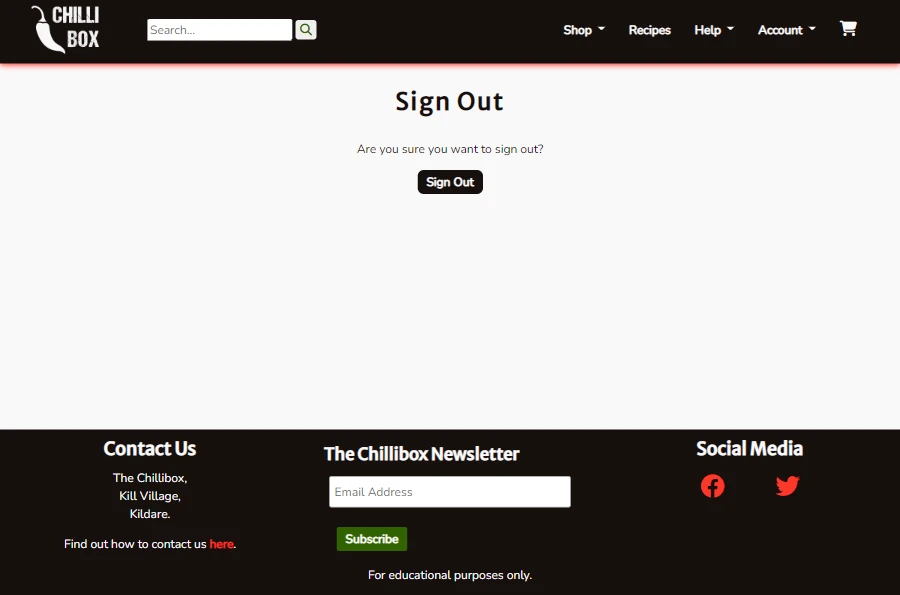 CHILLI
BOX
Search...
Shop
Recipes
Help
Account
Sign Out
Are you sure you want to sign out?
Sign Out
Contact Us
The Chillibox,
Kill Village,
Kildare.
Find out how to contact us here.
The Chillibox Newsletter
Email Address
Subscribe
For educational purposes only.
Social Media